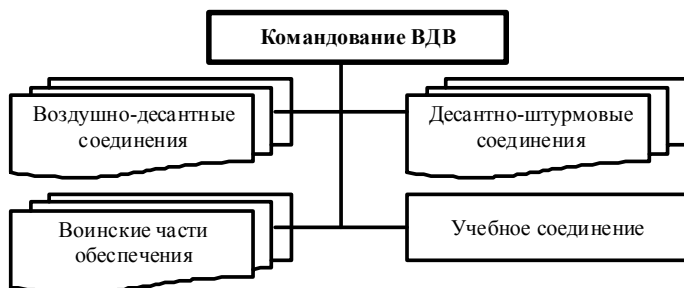 Командование ВДВ
Воздушно-десантные
соединения
Десантно-штурмовые
соединения
Воинские части
обеспечения
Учебное соединение